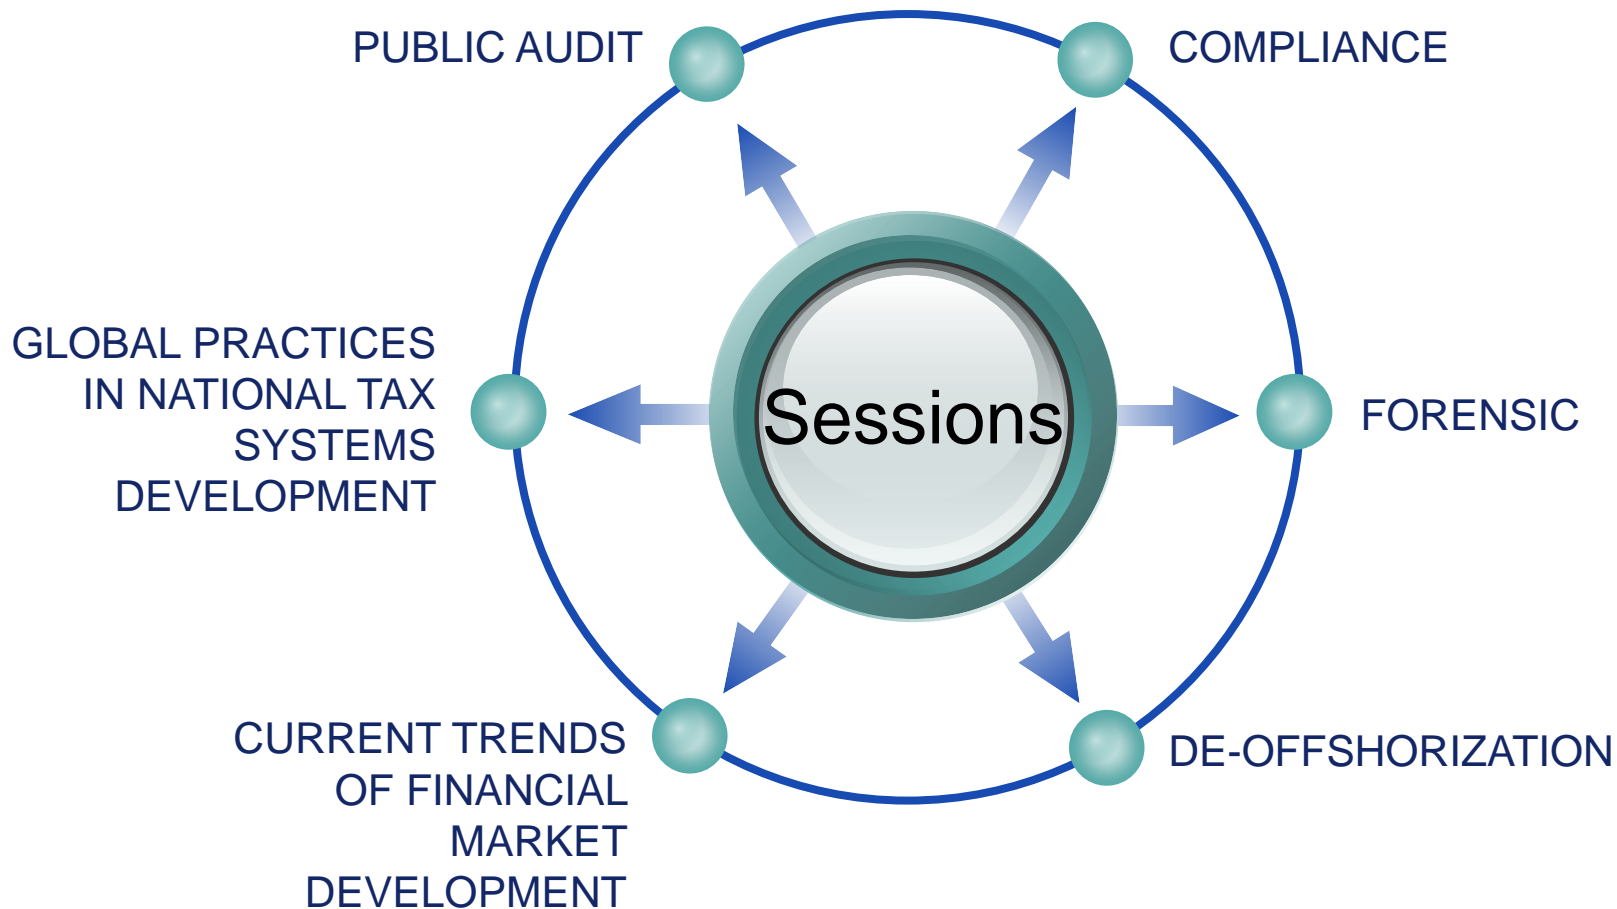 PUBLIC AUDIT
COMPLIANCE
GLOBAL PRACTICES
IN NATIONAL TAX
SYSTEMS
DEVELOPMENT
Sessions
FORENSIC
CURRENT TRENDS
OF FINANCIAL
MARKET
DEVELOPMENT
DE-OFFSHORIZATION